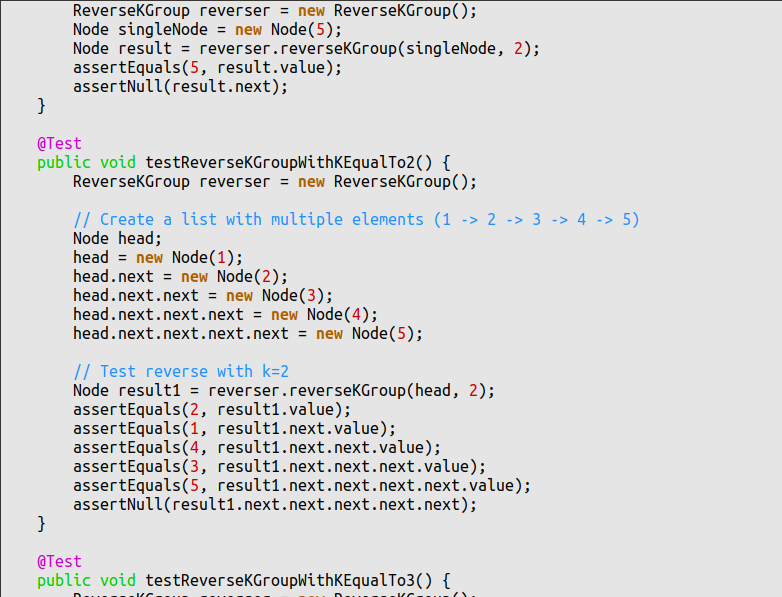 ReverseKGroup reverser = new ReverseKGroup();
Node singleNode = new Node(5);
Node result = reverser.reverseKGroup(singleNode, 2);
assertEquals(5, result.value);
assertNull(result.next);
}
@Test
public void testReverseKGroupWithKEqualTo2() {
ReverseKGroup reverser = new ReverseKGroup();
// Create a list with multiple elements (1 -> 2 -> 3 -> 4 -> 5)
Node head;
head = new Node(1);
head.next = new Node(2);
head.next.next = new Node(3);
head.next.next.next = new Node(4);
head.next.next.next.next = new Node(5);
// Test reverse with k=2
Node result1 = reverser.reverseKGroup(head, 2);
assertEquals(2, result1.value);
assertEquals(1, result1.next.value);
assertEquals(4, result1.next.next.value);
assertEquals(3, result1.next.next.next.value);
assertEquals(5, result1.next.next.next.next.value);
assertNull(result1.next.next.next.next.next);
}
@Test
public void testReverseKGroupWithKEqualTo3() {
ReverseKGroup reverser = new ReverseKGroup();